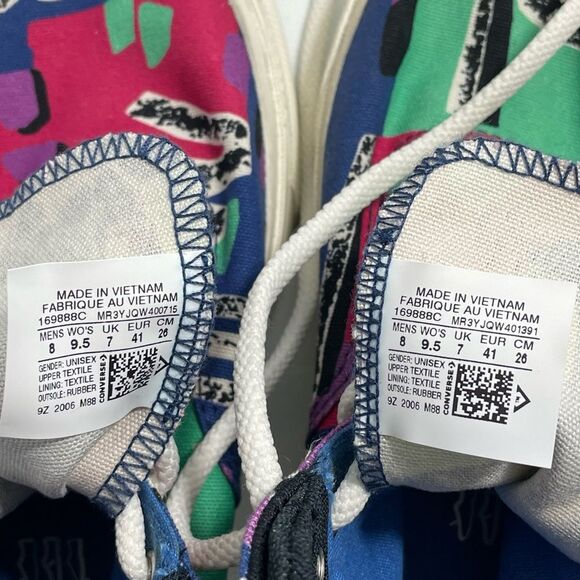 MADE IN VIETNAM
FABRIQUE AU VIETNAM
169888C MR3YJQW400715
MENS WO'S UK EUR CM
8 9.5 7 41 26
GENDER: UNISEX
UPPER: TEXTILE
LINING: TEXTILE
OUTSOLE: RUBBER
CONVERSE
9Z 2006 M88
MADE IN VIETNAM
FABRIQUE AU VIETNAM
169888C MR3YJQW401391
MENS WO'S UK EUR CM
8 9.5 7 41 26
GENDER: UNISEX
UPPER: TEXTILE
LINING: TEXTILE
OUTSOLE: RUBBER
CONVERSE
9Z 2006 M88